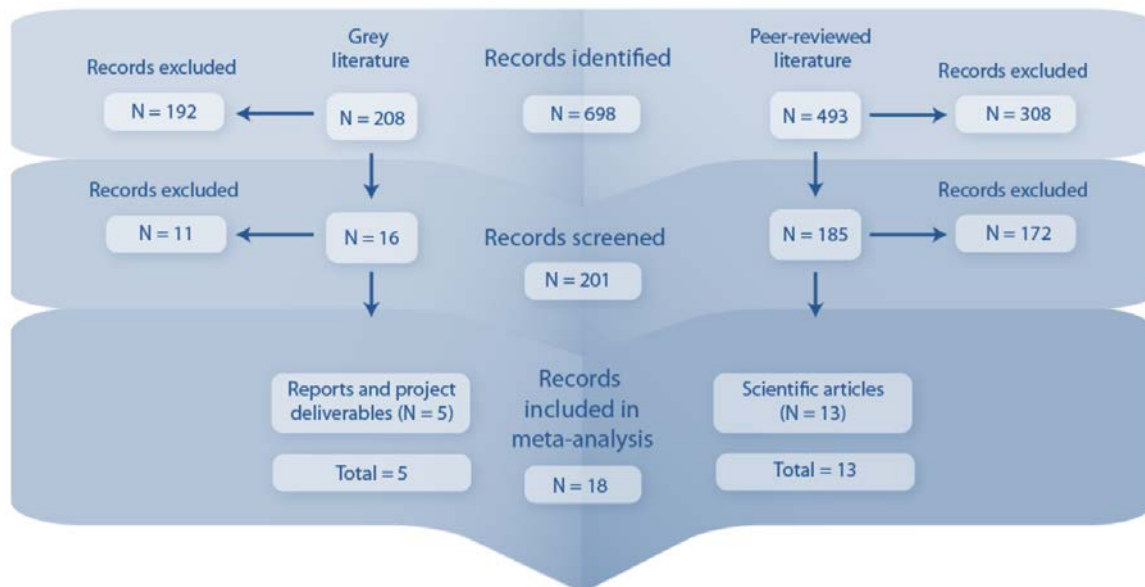 Grey
literature
Records identified
Peer-reviewed
literature
Records excluded
Records excluded
N = 192
N = 208
N = 698
N = 493
N = 308
Records excluded
Records excluded
N = 11
N = 16
Records screened
N = 185
N = 172
N = 201
Reports and project
deliverables (N = 5)
Records
included in
meta-analysis
Scientific articles
(N = 13)
Total = 5
N = 18
Total = 13